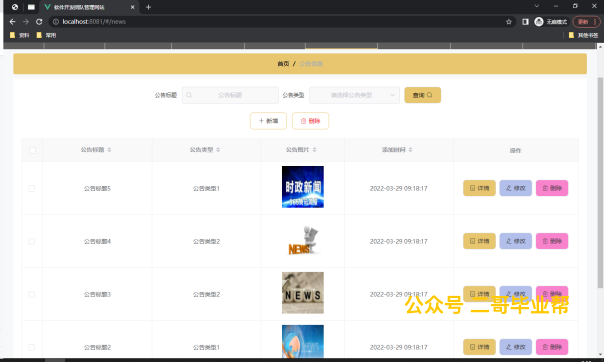 软件开发团队管理网站
localhost:8081/#/news
无痕模式
更新
资料
常用
其他书签
首页 / 公告信息
公告标题 公告标题 公告类型 请选择公告类型 查询
新增 删除
公告标题 公告类型 公告图片 添加时间 操作
公告标题5 公告类型1 时政新闻 2022-03-29 09:18:17 详情 修改 删除
公告标题4 公告类型2 NEWS 2022-03-29 09:18:17 详情 修改 删除
公告标题3 公告类型2 NEWS 2022-03-29 09:18:17 详情 修改 删除
公众号 二哥毕业帮
公告标题2 公告类型1 2022-03-29 09:18:17 详情 修改 删除